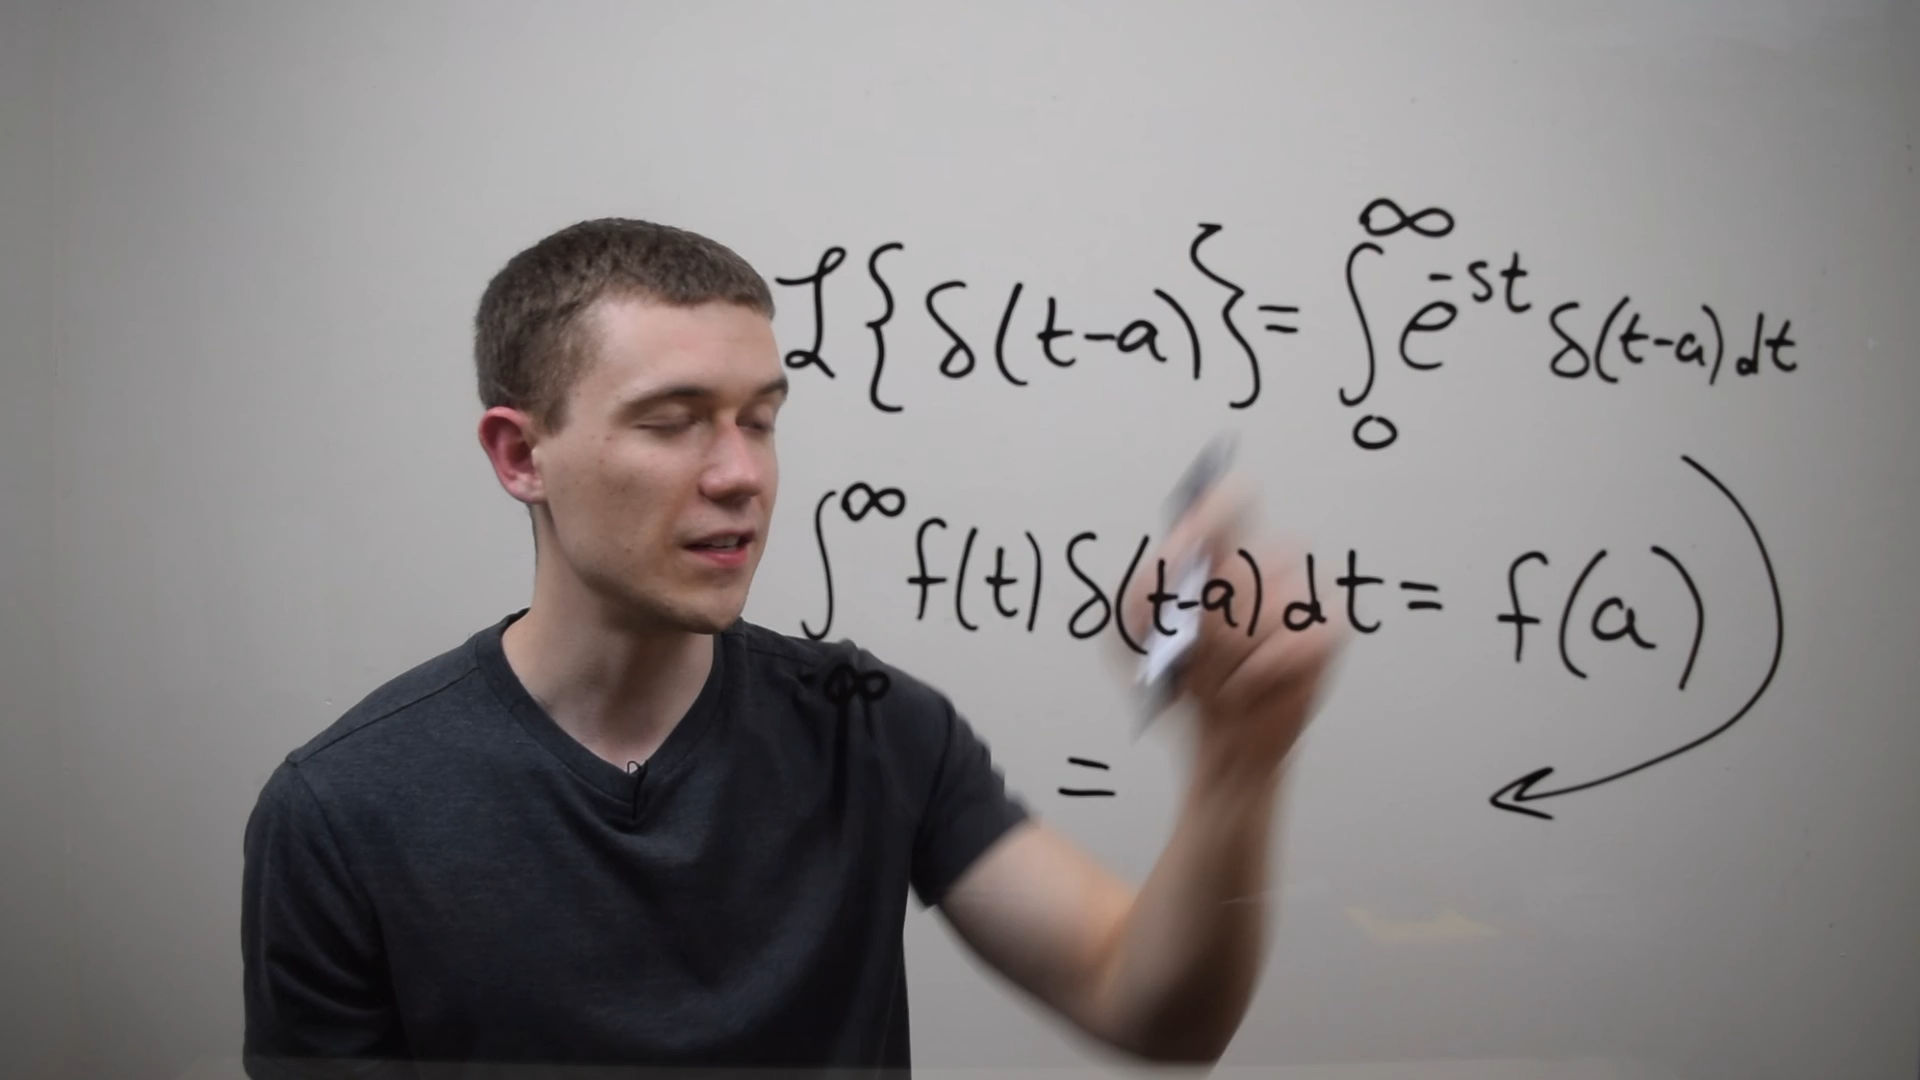 ℒ{δ(t-a)} = ∫₀^∞ e^{-st} δ(t-a) dt
∫_{-∞}^∞ f(t) δ(t-a) dt = f(a)
=